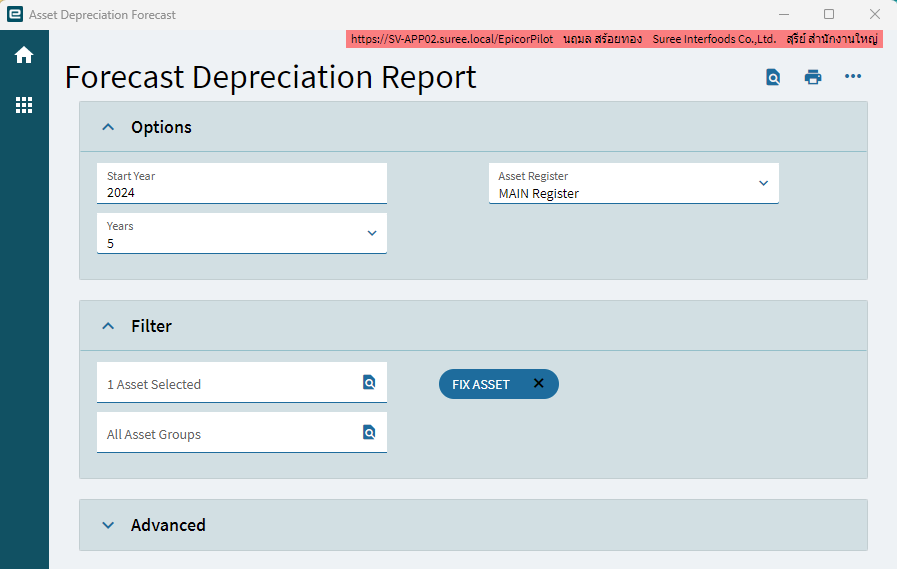 Asset Depreciation Forecast
https://SV-APP02.suree.local/EpicorPilot นฤมล สร้อยทอง Suree Interfoods Co.,Ltd. สุรีย์ สำนักงานใหญ่
Forecast Depreciation Report
Options
Start Year
2024
Asset Register
MAIN Register
Years
5
Filter
1 Asset Selected
FIX ASSET
All Asset Groups
Advanced